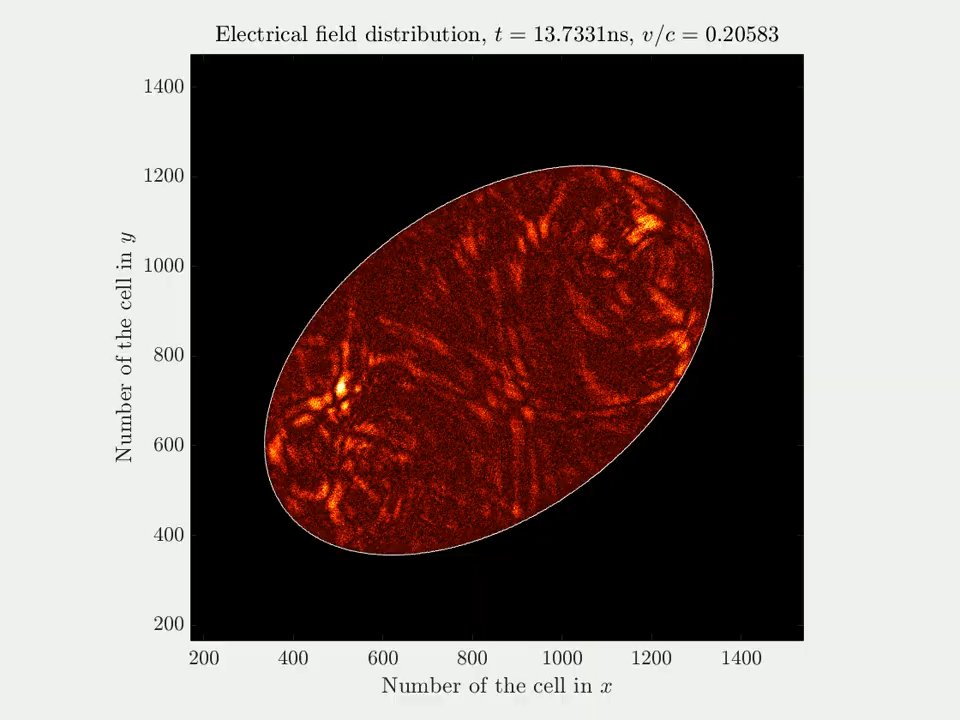 Electrical field distribution, t = 13.7331ns, v/c = 0.20583
Number of the cell in y
1400
1200
1000
800
600
400
200
200 400 600 800 1000 1200 1400
Number of the cell in x